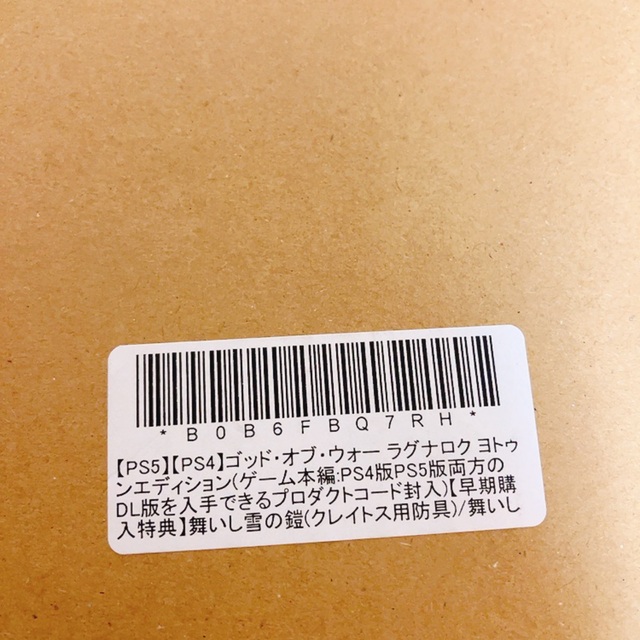 *B0B6FBQ7RH*
【PS5】【PS4】ゴッド・オブ・ウォー ラグナロク ヨトゥ
ンエディション(ゲーム本編:PS4版PS5版両方の
DL版を入手できるプロダクトコード封入)【早期購
入特典】舞いし雪の鎧(クレイトス用防具)/舞いし